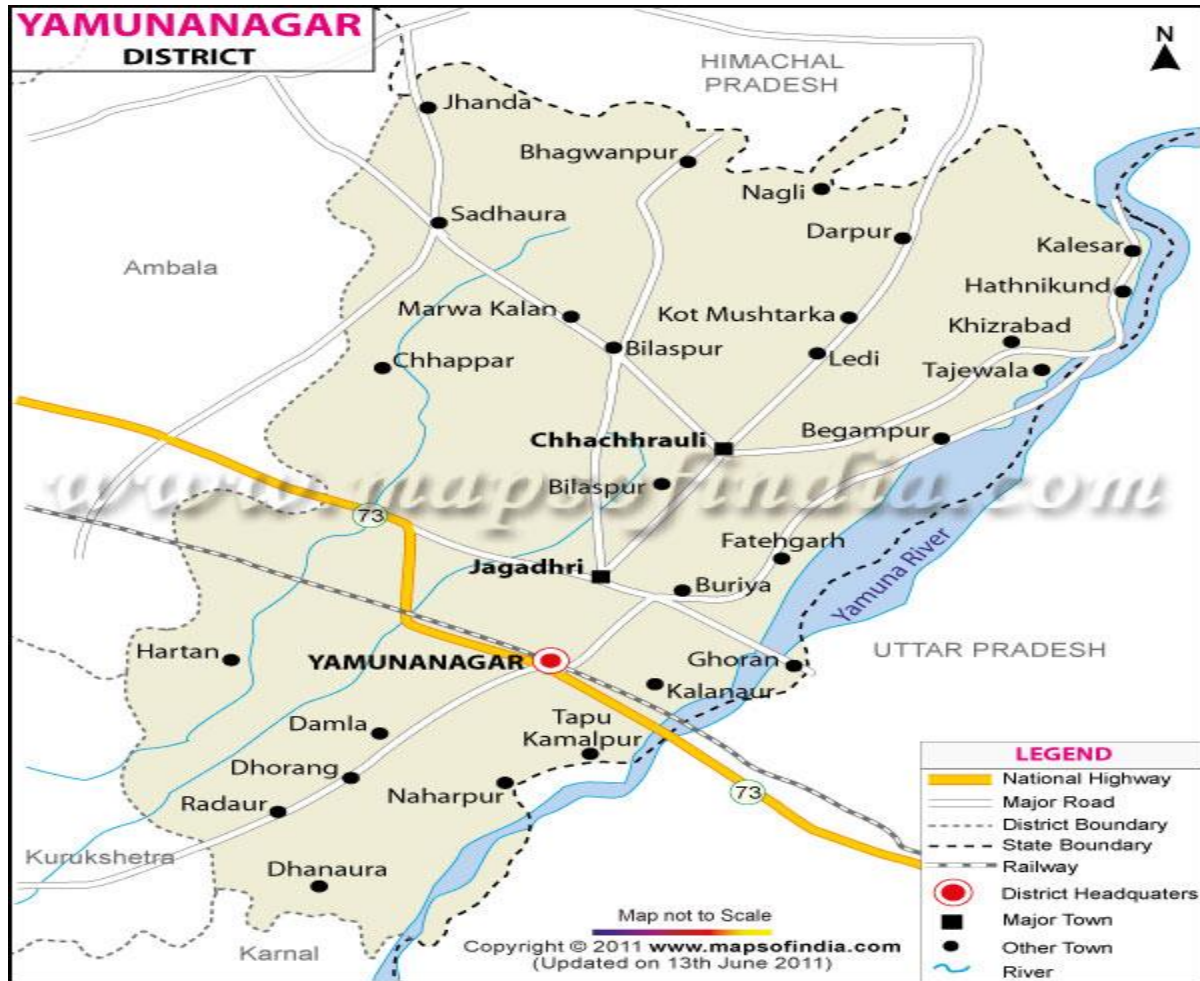 YAMUNANAGAR
DISTRICT
N
HIMACHAL
PRADESH
Jhanda
Bhagwanpur
Nagli
Sadhaura
Darpur
Kalesar
Ambala
Hathnikund
Marwa Kalan
Kot Mushtarka
Khizrabad
Bilaspur
Chhappar
Ledi
Tajewala
Chhachhrauli
Begampur
www.mapsofindia.com
Bilaspur
73
Fatehgarh
Jagadhri
Buriya
Yamuna River
Hartan
YAMUNANAGAR
Ghoran
UTTAR PRADESH
Kalanaur
Damla
Tapu
Kamalpur
Dhorang
Naharpur
73
Radaur
Kurukshetra
Dhanaura
Karnal
LEGEND
National Highway
Major Road
District Boundary
State Boundary
Railway
District Headquaters
Major Town
Other Town
River
Map not to Scale
Copyright © 2011 www.mapsofindia.com
(Updated on 13th June 2011)